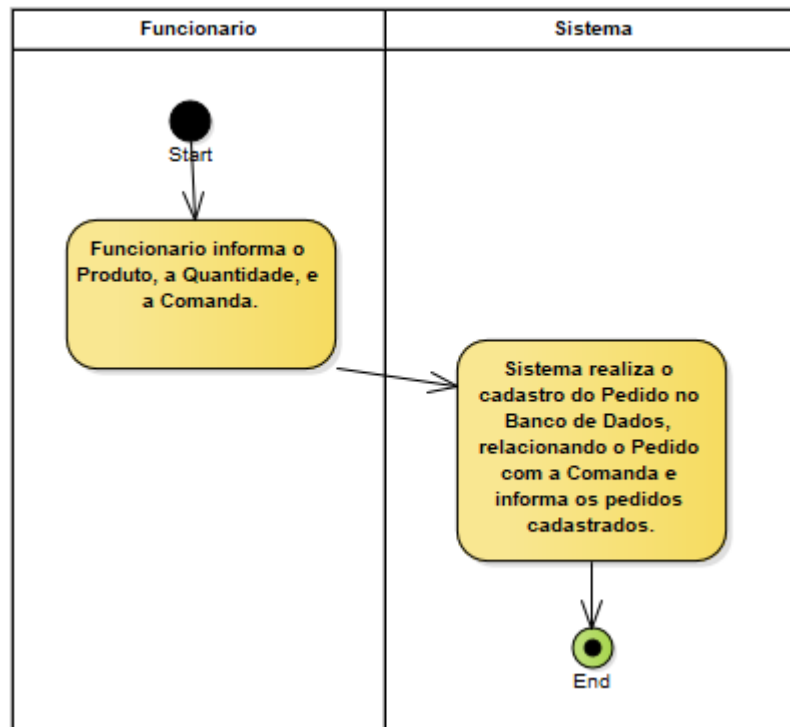 Funcionario
Sistema
Start
Funcionario informa o
Produto, a Quantidade, e
a Comanda.
Sistema realiza o
cadastro do Pedido no
Banco de Dados,
relacionando o Pedido
com a Comanda e
informa os pedidos
cadastrados.
End